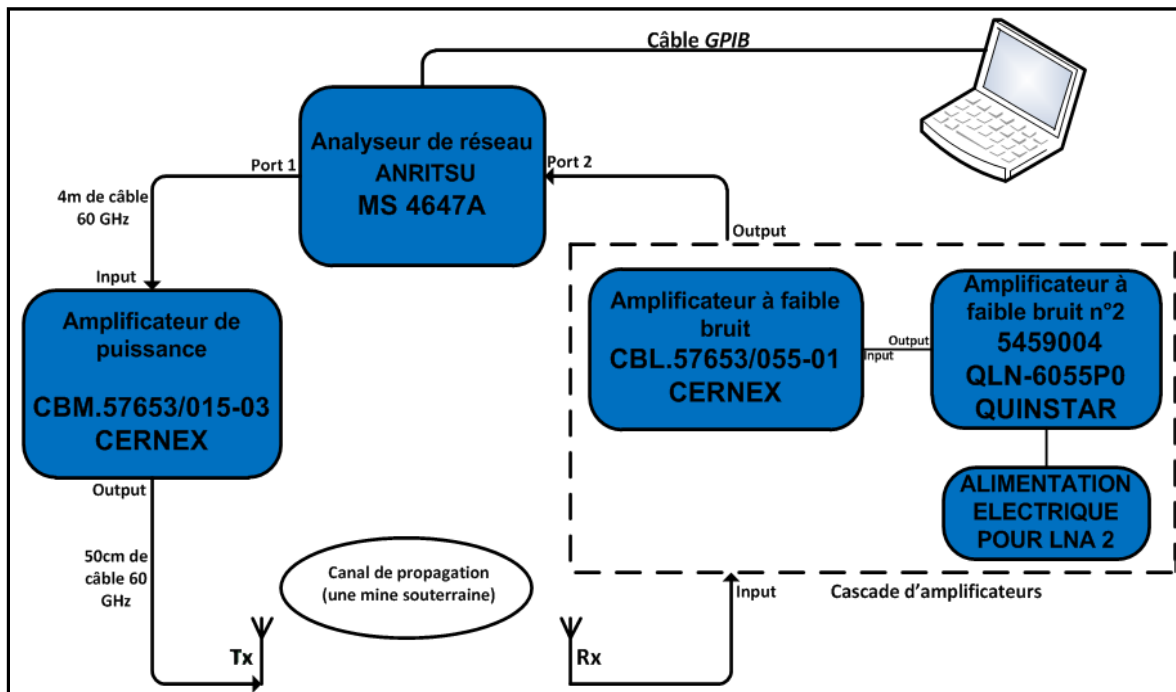 Câble GPIB
Analyseur de réseau
ANRITSU
MS 4647A
Port 1
Port 2
4m de câble
60 GHz
Input
Output
Amplificateur de
puissance
CBM.57653/015-03
CERNEX
Amplificateur à faible
bruit
CBL.57653/055-01
CERNEX
Output
Input
Amplificateur à
faible bruit n°2
5459004
QLN-6055P0
QUINSTAR
ALIMENTATION
ELECTRIQUE
POUR LNA 2
Output
50cm de
câble 60
GHz
Canal de propagation
(une mine souterraine)
Input
Cascade d'amplificateurs
Tx
Rx